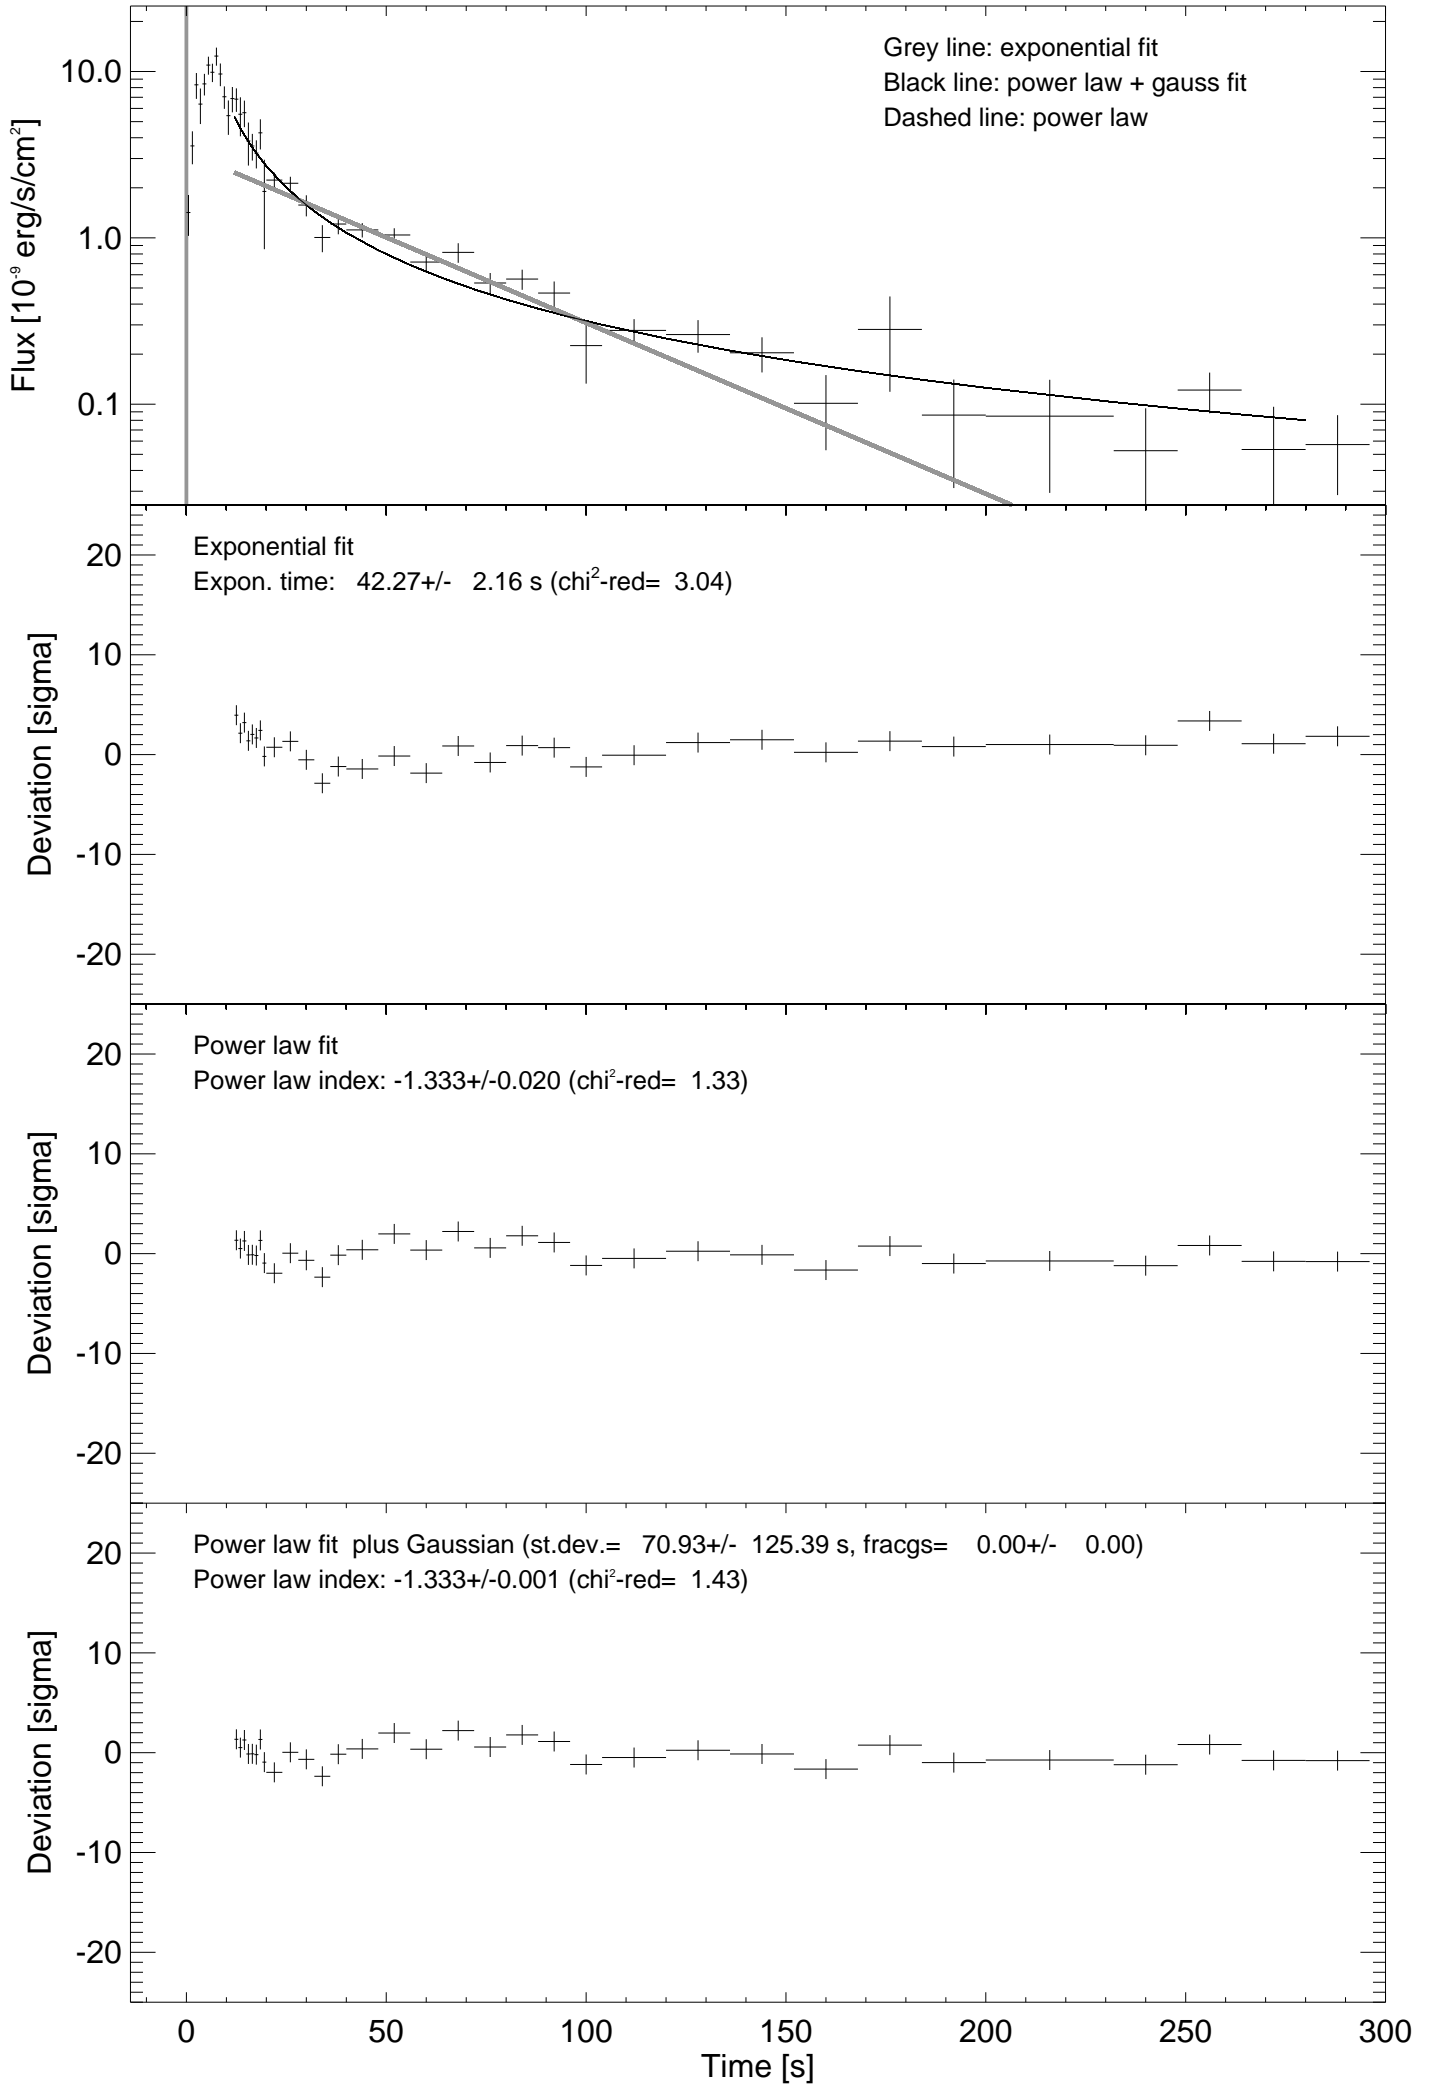 Grey line: exponential fit
Black line: power law + gauss fit
Dashed line: power law
10.0
1.0
0.1
Flux [10⁻⁹ erg/s/cm²]
Exponential fit
Expon. time: 42.27+/- 2.16 s (chi²-red= 3.04)
20
10
0
-10
-20
Deviation [sigma]
Power law fit
Power law index: -1.333+/-0.020 (chi²-red= 1.33)
20
10
0
-10
-20
Deviation [sigma]
Power law fit plus Gaussian (st.dev.= 70.93+/- 125.39 s, fracgs= 0.00+/- 0.00)
Power law index: -1.333+/-0.001 (chi²-red= 1.43)
20
10
0
-10
-20
Deviation [sigma]
0 50 100 150 200 250 300
Time [s]